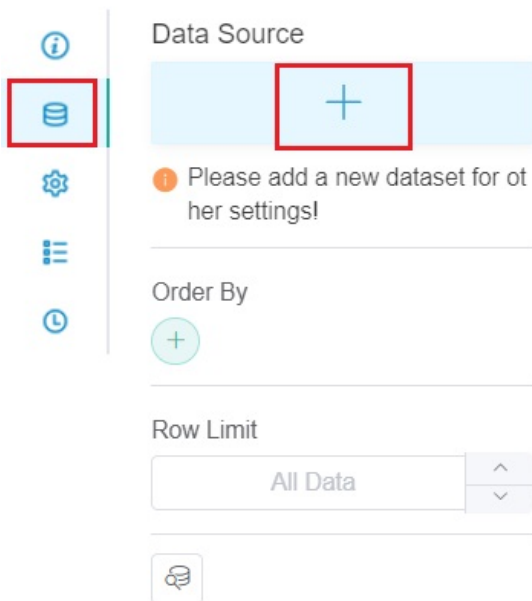 Data Source
Please add a new dataset for ot
her settings!
Order By
Row Limit
All Data